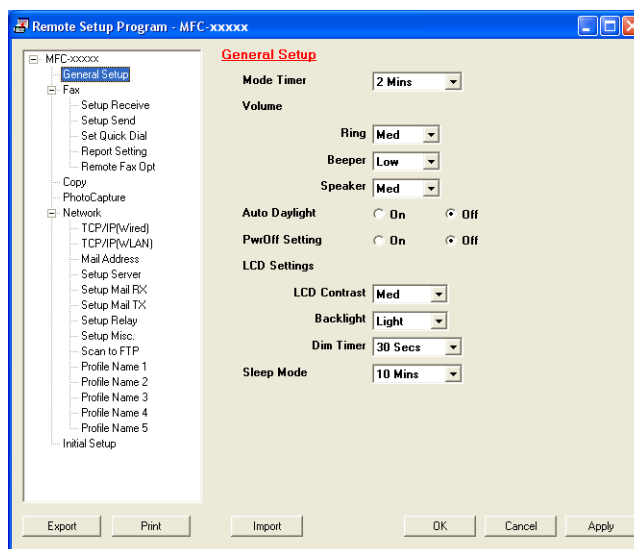 Remote Setup Program - MFC-xxxxx
MFC-xxxxx
General Setup
Fax
Setup Receive
Setup Send
Set Quick Dial
Report Setting
Remote Fax Opt
Copy
PhotoCapture
Network
TCP/IP(Wired)
TCP/IP(WLAN)
Mail Address
Setup Server
Setup Mail RX
Setup Mail TX
Setup Relay
Setup Misc.
Scan to FTP
Profile Name 1
Profile Name 2
Profile Name 3
Profile Name 4
Profile Name 5
Initial Setup
General Setup
Mode Timer 2 Mins
Volume
Ring Med
Beeper Low
Speaker Med
Auto Daylight On Off
PwrOff Setting On Off
LCD Settings
LCD Contrast Med
Backlight Light
Dim Timer 30 Secs
Sleep Mode 10 Mins
Export Print Import OK Cancel Apply